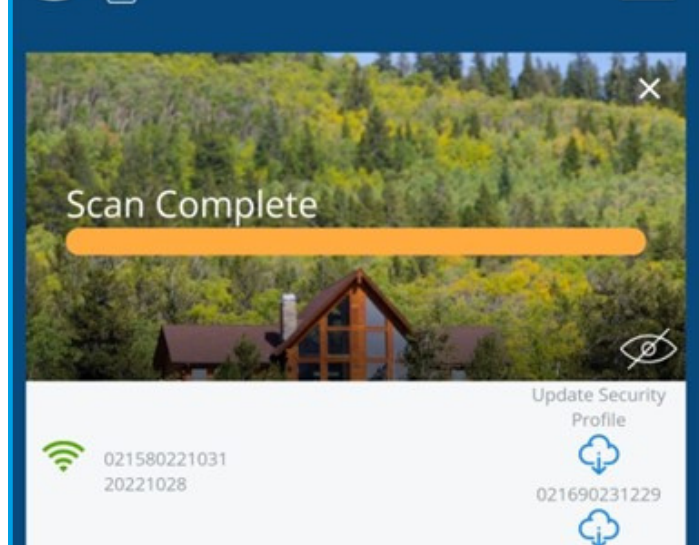 Scan Complete
Update Security
Profile
021580221031
20221028
021690231229